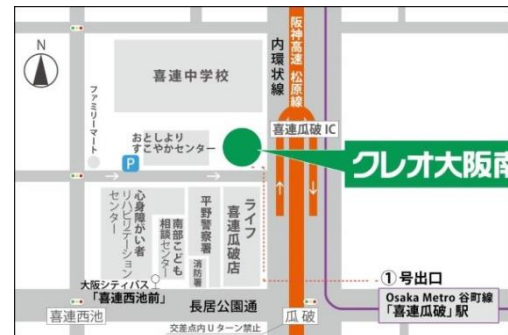 N
喜連中学校
ファミリーマート
おとしより
すこやかセンター
P
内環状線
阪神高速 松原線
喜連瓜破IC
クレオ大阪南
心身障がい者
リハビリテーション
センター
南部こども
相談センター
平野警察署
消防署
ライフ
喜連瓜破店
大阪シティバス
「喜連西池前」
長居公園通
喜連西池
交差点内Uターン禁止
瓜破
①号出口
Osaka Metro 谷町線
「喜連瓜破」駅